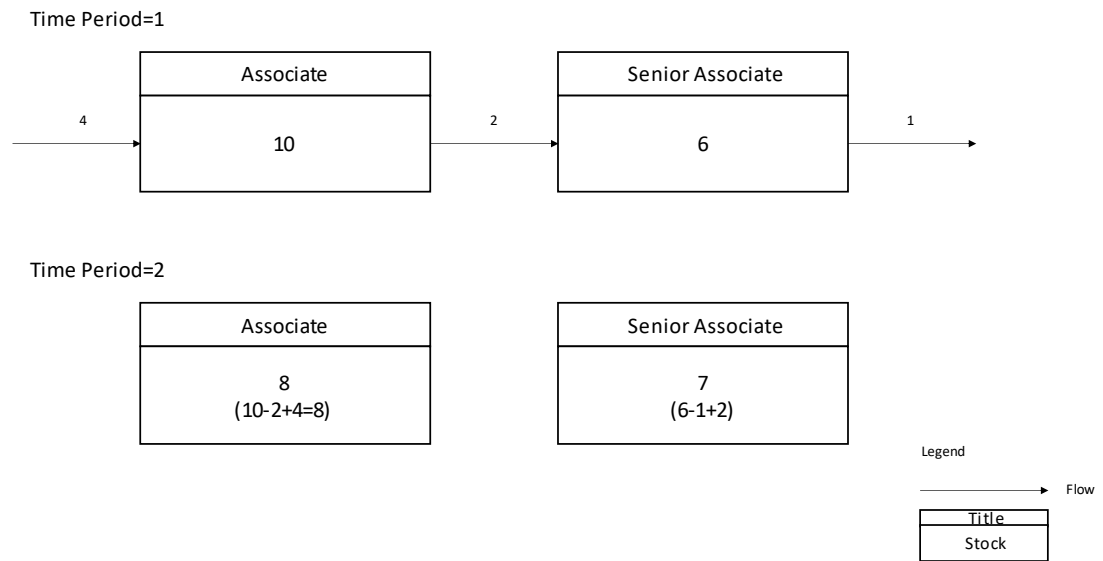 Time Period=1
Associate
Senior Associate
4
10
2
6
1
Time Period=2
Associate
Senior Associate
8
(10-2+4=8)
7
(6-1+2)
Legend
Flow
Title
Stock